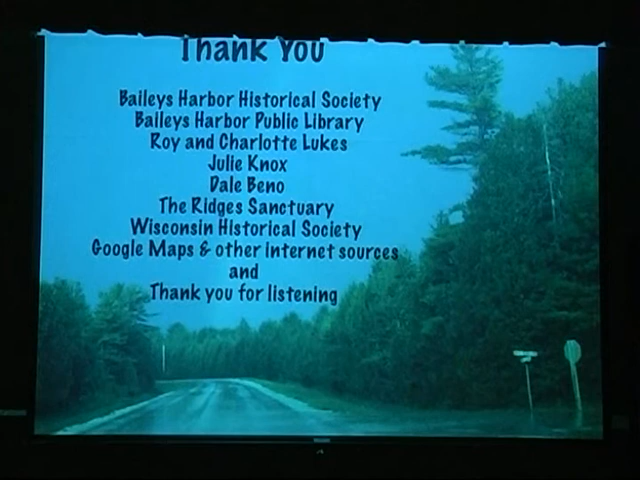 Thank You
Baileys Harbor Historical Society
Baileys Harbor Public Library
Roy and Charlotte Lukes
Julie Knox
Dale Beno
The Ridges Sanctuary
Wisconsin Historical Society
Google Maps & other internet sources
and
Thank you for listening